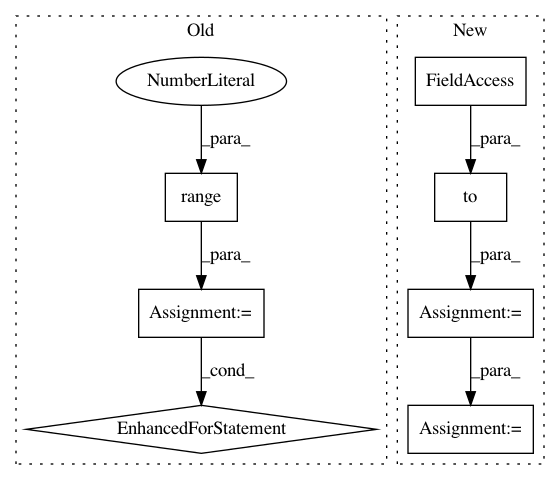 Old
NumberLiteral
_para_
range
_para_
Assignment:=
_cond_
EnhancedForStatement
New
FieldAccess
_para_
to
_para_
Assignment:=
_para_
Assignment:=